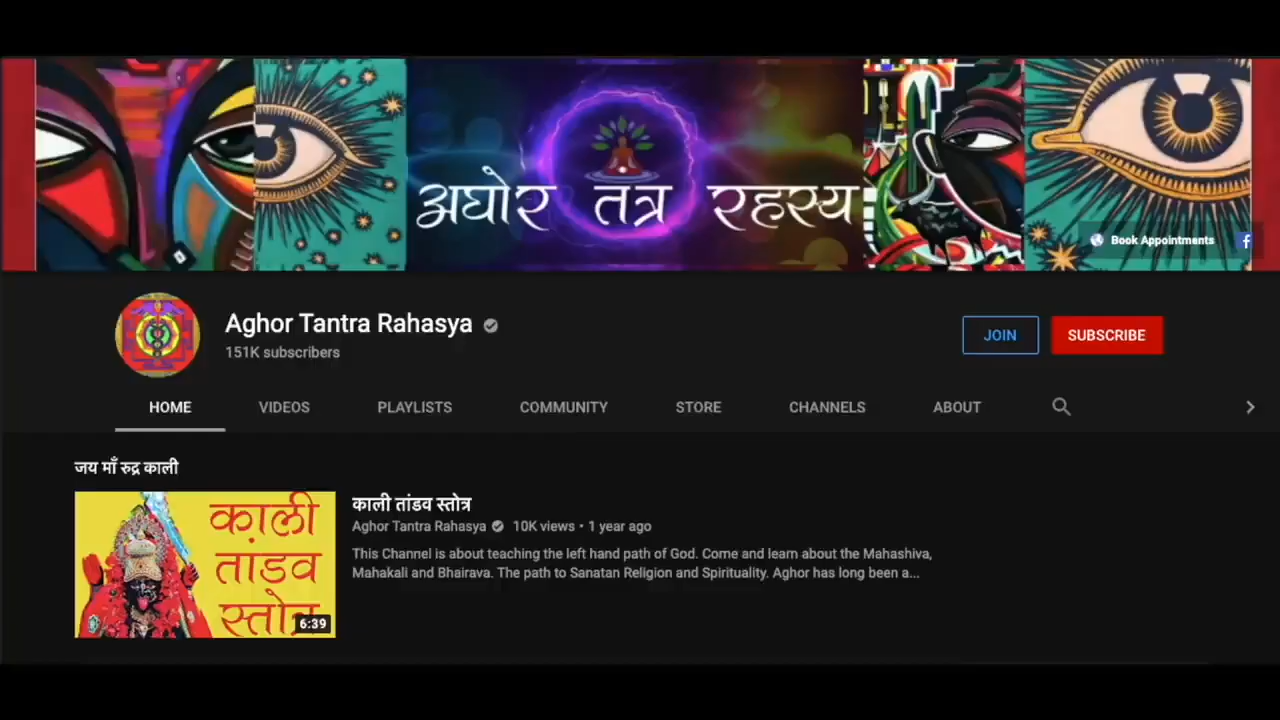 अघोर तत्र रहस्य
Book Appointments
Aghor Tantra Rahasya
151K subscribers
JOIN
SUBSCRIBE
HOME
VIDEOS
PLAYLISTS
COMMUNITY
STORE
CHANNELS
ABOUT
जय माँ रुद्र काली
काली
तांडव
स्तोत्र
6:39
काली तांडव स्तोत्र
Aghor Tantra Rahasya
10K views • 1 year ago
This Channel is about teaching the left hand path of God. Come and learn about the Mahashiva,
Mahakali and Bhairava. The path to Sanatan Religion and Spirituality. Aghor has long been a...